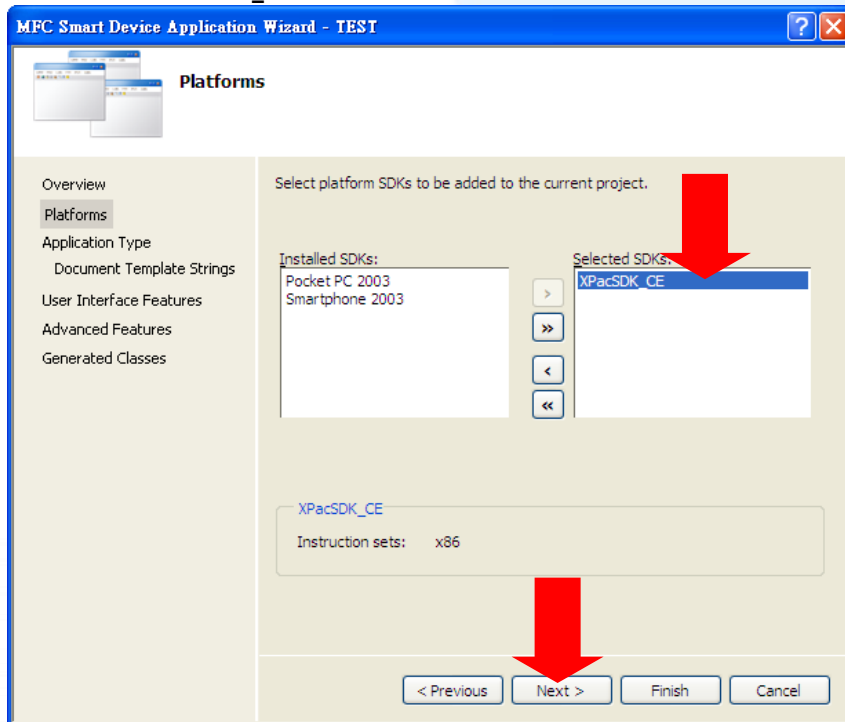 MFC Smart Device Application Wizard - TEST
Platforms
Overview
Platforms
Application Type
Document Template Strings
User Interface Features
Advanced Features
Generated Classes
Select platform SDKs to be added to the current project.
Installed SDKs:
Pocket PC 2003
Smartphone 2003
>
»
<
«
Selected SDKs:
XPacSDK_CE
XPacSDK_CE
Instruction sets: x86
< Previous
Next >
Finish
Cancel